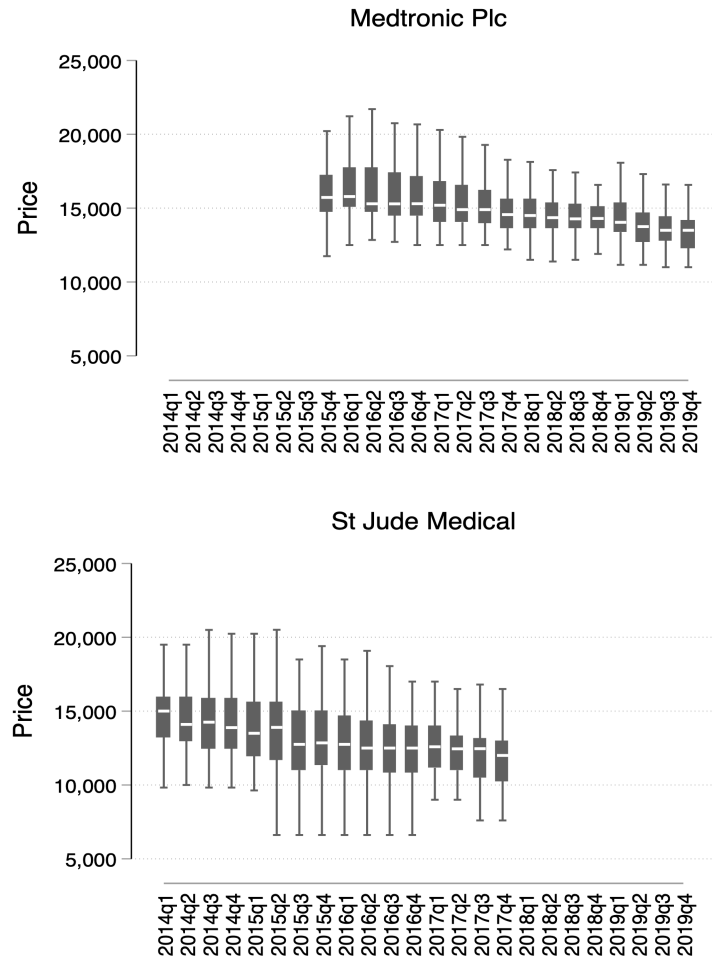 Medtronic Plc
25,000
20,000
15,000
10,000
5,000
Price
2014q1
2014q2
2014q3
2014q4
2015q1
2015q2
2015q3
2015q4
2016q1
2016q2
2016q3
2016q4
2017q1
2017q2
2017q3
2017q4
2018q1
2018q2
2018q3
2018q4
2019q1
2019q2
2019q3
2019q4
St Jude Medical
25,000
20,000
15,000
10,000
5,000
Price
2014q1
2014q2
2014q3
2014q4
2015q1
2015q2
2015q3
2015q4
2016q1
2016q2
2016q3
2016q4
2017q1
2017q2
2017q3
2017q4
2018q1
2018q2
2018q3
2018q4
2019q1
2019q2
2019q3
2019q4